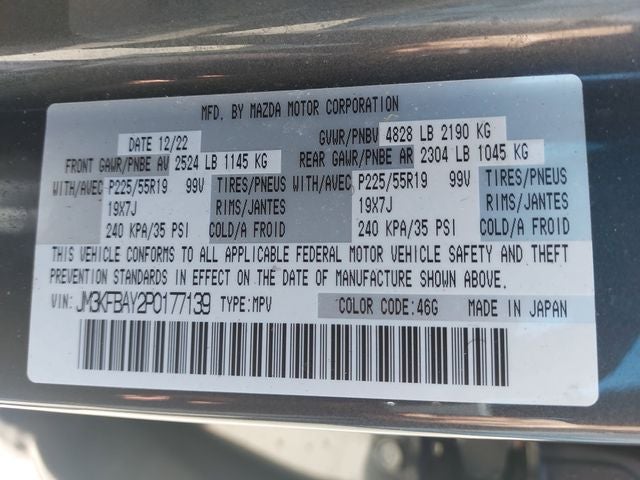 MFD. BY MAZDA MOTOR CORPORATION
DATE 12/22 GVWR/PNBV 4828 LB 2190 KG
FRONT GAWR/PNBE AV 2524 LB 1145 KG REAR GAWR/PNBE AR 2304 LB 1045 KG
WITH/AVEC P225/55R19 99V TIRES/PNEUS WITH/AVEC P225/55R19 99V TIRES/PNEUS
19X7J RIMS/JANTES 19X7J RIMS/JANTES
240 KPA/35 PSI COLD/A FROID 240 KPA/35 PSI COLD/A FROID
THIS VEHICLE CONFORMS TO ALL APPLICABLE FEDERAL MOTOR VEHICLE SAFETY AND THEFT
PREVENTION STANDARDS IN EFFECT ON THE DATE OF MANUFACTURE SHOWN ABOVE.
VIN: JM3KFBAY2P0177139 TYPE: MPV COLOR CODE: 46G MADE IN JAPAN